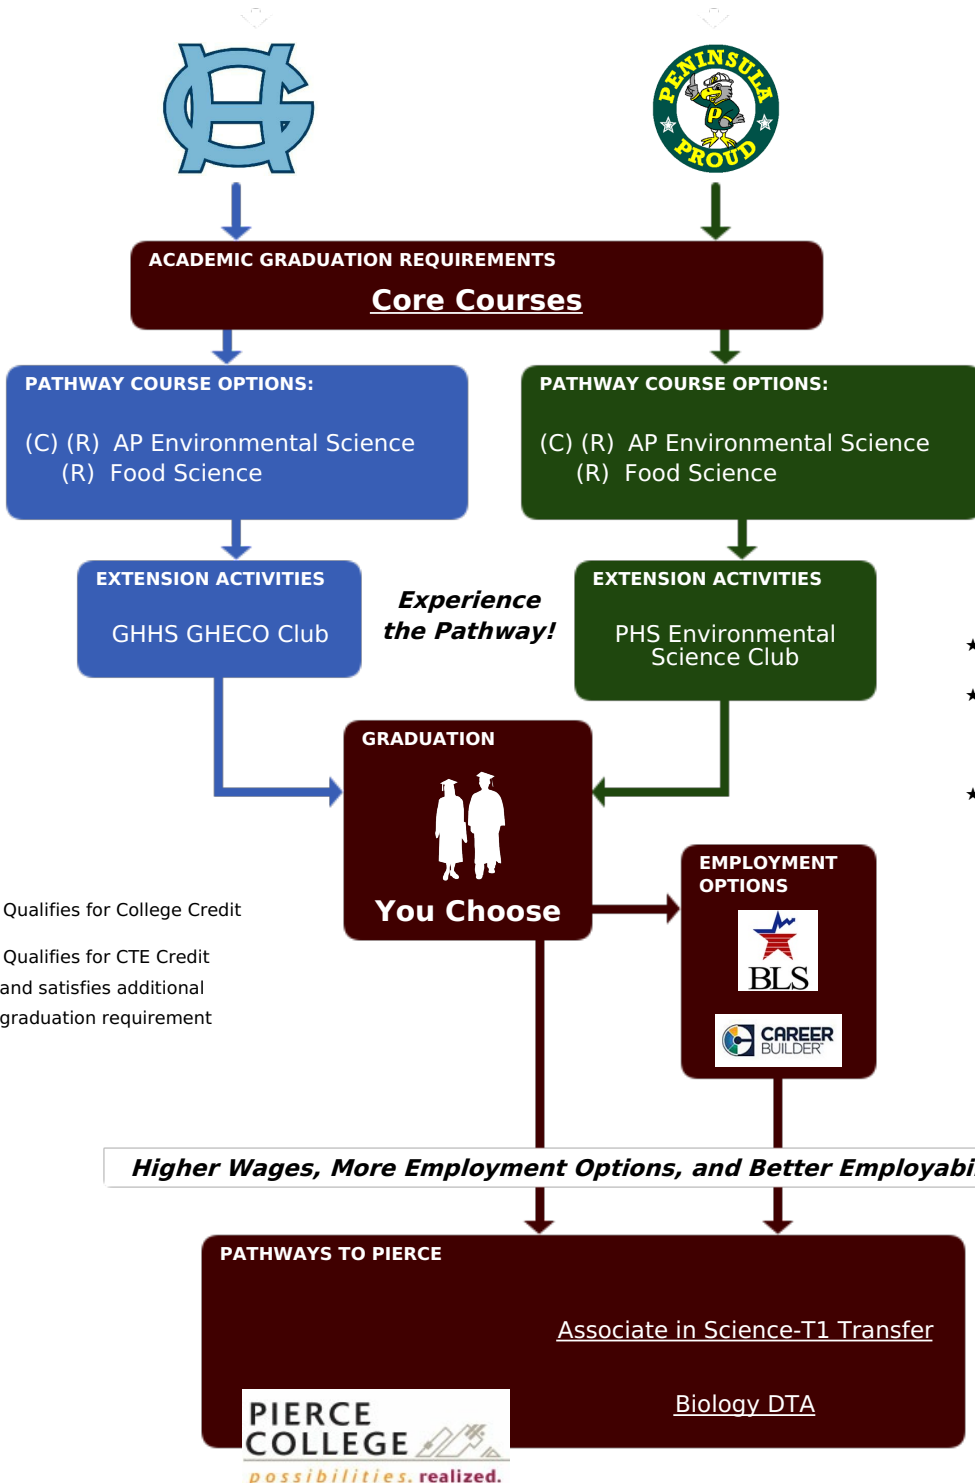 GH
PENINSULA
P
PROUD
ACADEMIC GRADUATION REQUIREMENTS
Core Courses
PATHWAY COURSE OPTIONS:
(C) (R) AP Environmental Science
(R) Food Science
PATHWAY COURSE OPTIONS:
(C) (R) AP Environmental Science
(R) Food Science
EXTENSION ACTIVITIES
GHHS GHECO Club
Experience
the Pathway!
EXTENSION ACTIVITIES
PHS Environmental
Science Club
GRADUATION
You Choose
EMPLOYMENT
OPTIONS
BLS
CAREER
BUILDER
Qualifies for College Credit
Qualifies for CTE Credit
and satisfies additional
graduation requirement
Higher Wages, More Employment Options, and Better Employabi
PATHWAYS TO PIERCE
Associate in Science-T1 Transfer
Biology DTA
PIERCE
COLLEGE
possibilities. realized.